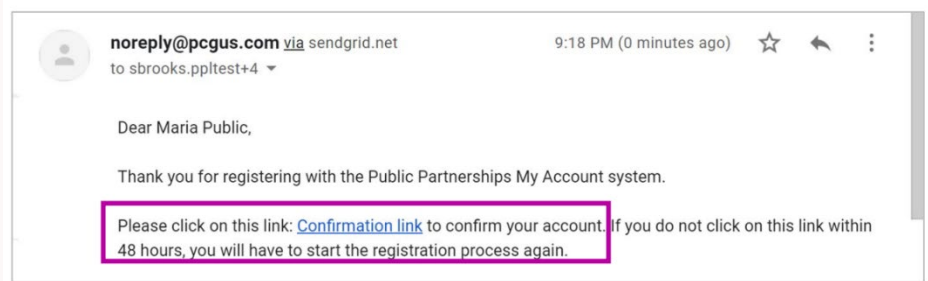 noreply@pcgus.com via sendgrid.net 9:18 PM (0 minutes ago)
to sbrooks.ppltest+4
Dear Maria Public,
Thank you for registering with the Public Partnerships My Account system.
Please click on this link: Confirmation link to confirm your account. If you do not click on this link within
48 hours, you will have to start the registration process again.